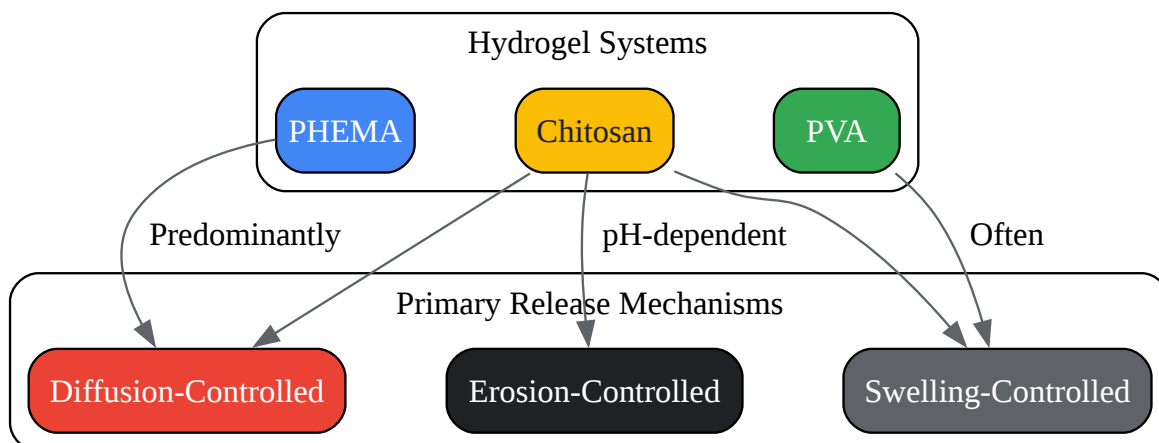 Hydrogel Systems
PHEMA
Chitosan
PVA
Predominantly
pH-dependent
Often
Primary Release Mechanisms
Diffusion-Controlled
Erosion-Controlled
Swelling-Controlled